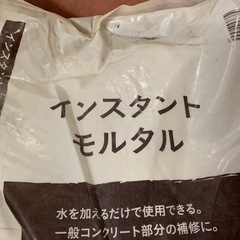 インスタント
モルタル
水を加えるだけで使用できる。
一般コンクリート部分の補修に。